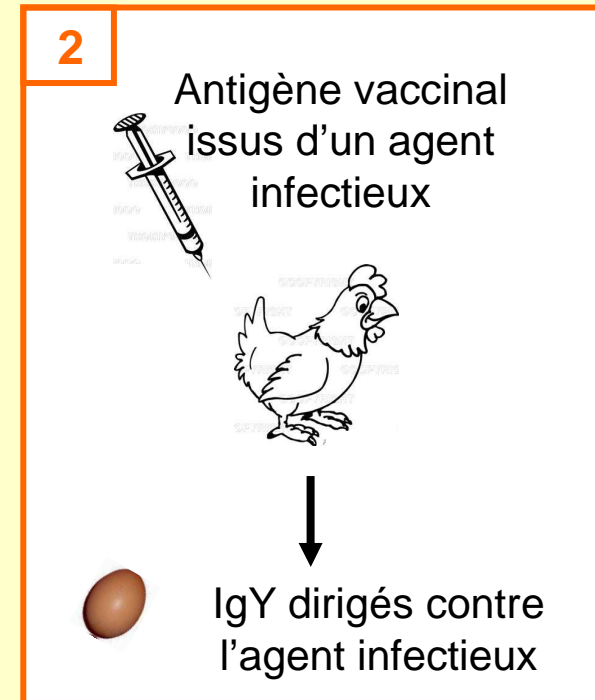 2
Antigène vaccinal
issus d’un agent
infectieux
IgY dirigés contre
l’agent infectieux